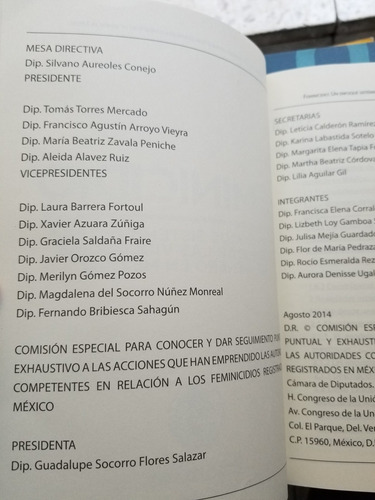 MESA DIRECTIVA
Dip. Silvano Aureoles Conejo
PRESIDENTE
Dip. Tomás Torres Mercado
Dip. Francisco Agustín Arroyo Vieyra
Dip. María Beatriz Zavala Peniche
Dip. Aleida Alavez Ruiz
VICEPRESIDENTES
Dip. Laura Barrera Fortoul
Dip. Xavier Azuara Zúñiga
Dip. Graciela Saldaña Fraire
Dip. Javier Orozco Gómez
Dip. Merilyn Gómez Pozos
Dip. Magdalena del Socorro Núñez Monreal
Dip. Fernando Bribiesca Sahagún
COMISIÓN ESPECIAL PARA CONOCER Y DAR SEGUIMIENTO
EXHAUSTIVO A LAS ACCIONES QUE HAN EMPRENDIDO LAS
COMPETENTES EN RELACIÓN A LOS FEMINICIDIOS
MÉXICO
PRESIDENTA
Dip. Guadalupe Socorro Flores Salazar
SECRETARIAS
Dip. Leticia Calderón Ramírez
Dip. Karina Labastida Sotelo
Dip. Margarita Elena Tapia
Dip. Martha Beatriz
Dip. Lilia Aguilar Gil
INTEGRANTES
Dip. Francisca Elena
Dip. Lizbeth Loy Gamboa
Dip. Julisa Mejía Guardado
Dip. Flor de María
Dip. Rocío Esmeralda
Dip. Aurora Denisse
Agosto 2014
D.R. © COMISIÓN
PUNTUAL Y
LAS AUTORIDADES
REGISTRADOS EN
Cámara de Diputados.
H. Congreso de la
Av. Congreso de la
Col. El Parque, Del.
C.P. 15960, México,